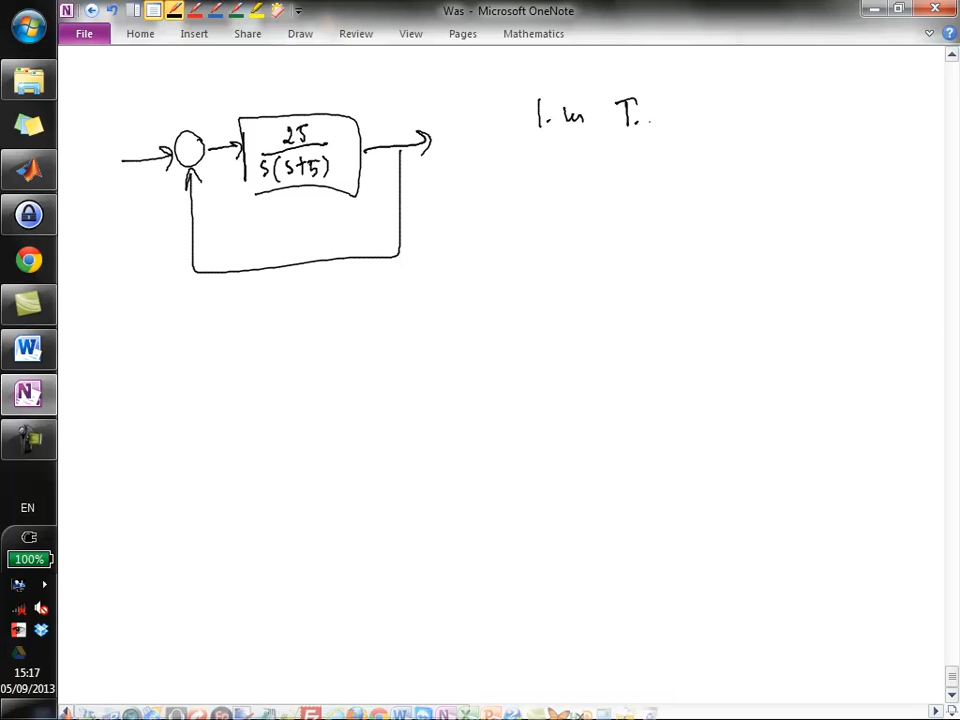 Was - Microsoft OneNote
File Home Insert Share Draw Review View Pages Mathematics
25
s(s+5)
EN
100%
15:17
05/09/2013